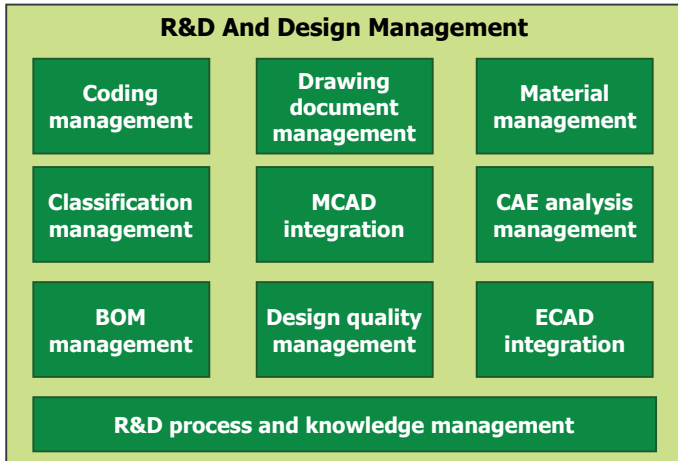 R&D And Design Management
Coding
management
Drawing
document
management
Material
management
Classification
management
MCAD
integration
CAE analysis
management
BOM
management
Design quality
management
ECAD
integration
R&D process and knowledge management